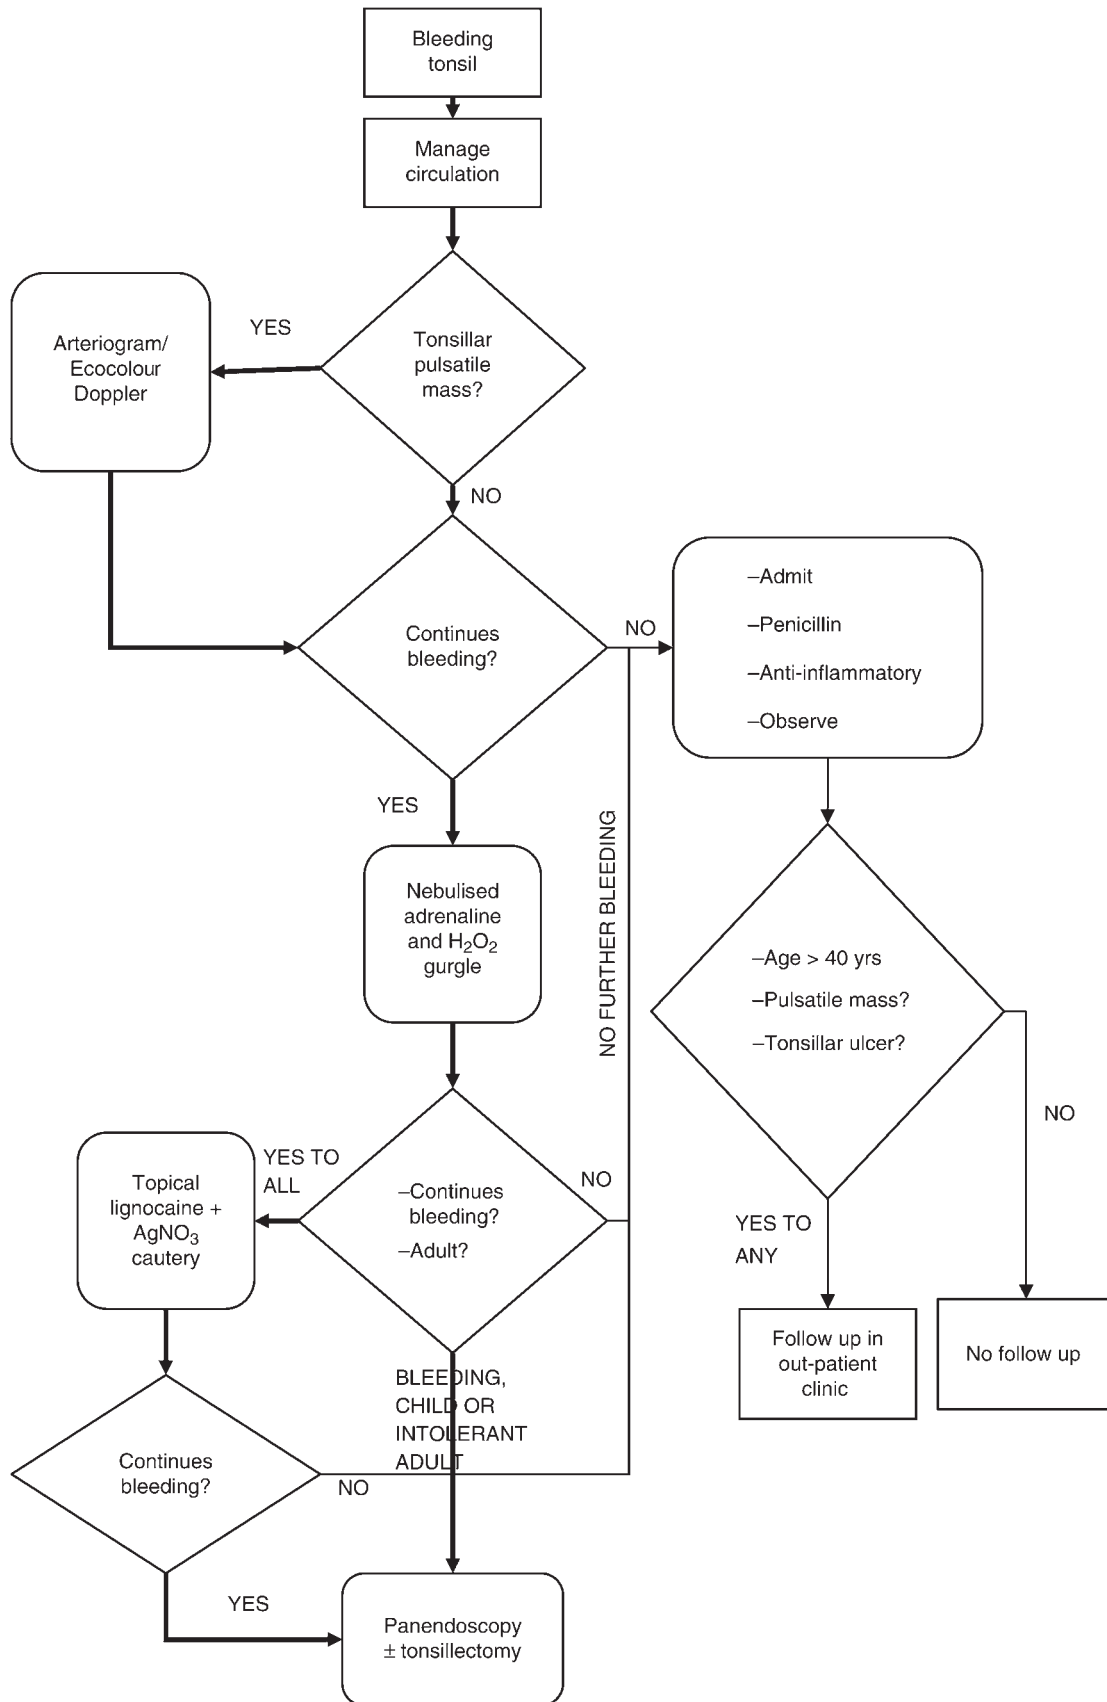 Bleeding
tonsil
Manage
circulation
Tonsillar
pulsatile
mass?
YES
Arteriogram/
Ecocolour
Doppler
NO
Continues
bleeding?
NO
–Admit
–Penicillin
–Anti-inflammatory
–Observe
YES
Nebulised
adrenaline
and H₂O₂
gurgle
NO FURTHER BLEEDING
–Age > 40 yrs
–Pulsatile mass?
–Tonsillar ulcer?
NO
YES TO
ANY
Follow up in
out-patient
clinic
No follow up
–Continues
bleeding?
–Adult?
NO
YES TO
ALL
Topical
lignocaine +
AgNO₃
cautery
BLEEDING,
CHILD OR
INTOLERANT
ADULT
Continues
bleeding?
NO
YES
Panendoscopy
± tonsillectomy